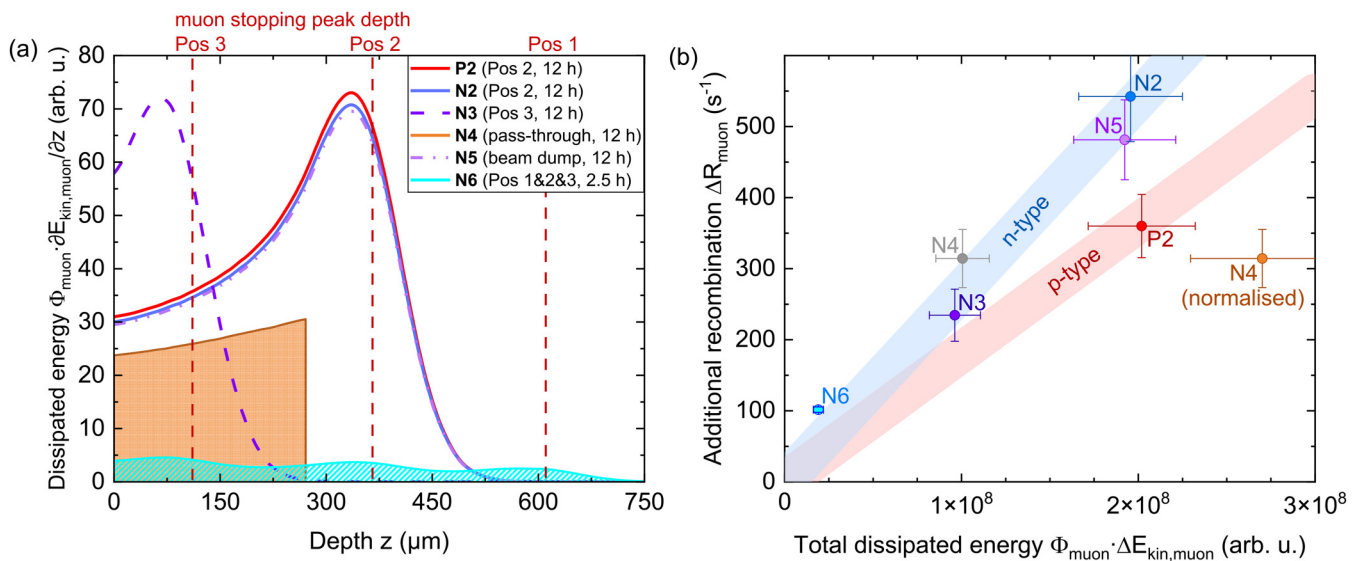 muon stopping peak depth
(a)
Pos 3 Pos 2 Pos 1
80
70
60
50
40
30
20
10
0
Dissipated energy Φmuon·∂Ekin,muon/∂z (arb. u.)
P2 (Pos 2, 12 h)
N2 (Pos 2, 12 h)
N3 (Pos 3, 12 h)
N4 (pass-through, 12 h)
N5 (beam dump, 12 h)
N6 (Pos 1&2&3, 2.5 h)
0 150 300 450 600 750
Depth z (µm)
(b)
500
400
300
200
100
0
Additional recombination ΔRmuon (s⁻¹)
N2
N5
n-type
N4
P2
N4
(normalised)
p-type
N3
N6
0 1×10⁸ 2×10⁸ 3×10⁸
Total dissipated energy Φmuon·ΔEkin,muon (arb. u.)